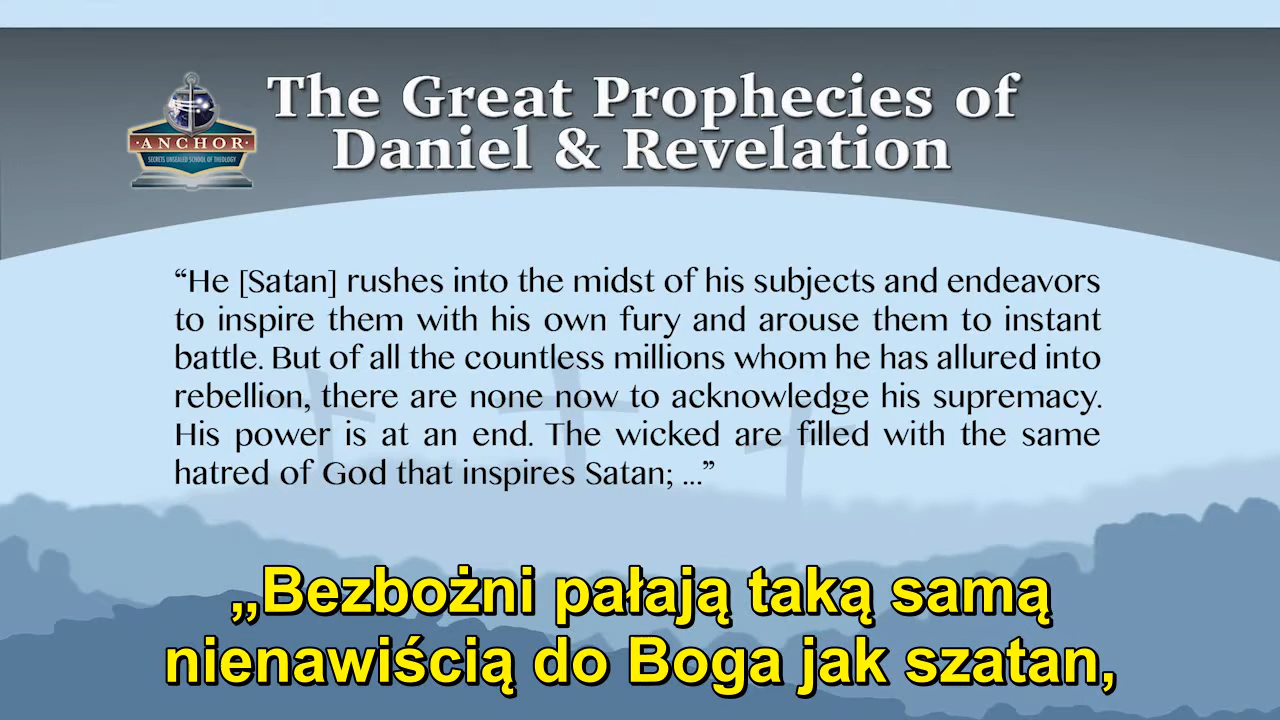 The Great Prophecies of
Daniel & Revelation
·ANCHOR·
SECRETS UNSEALED SCHOOL OF THEOLOGY
“He [Satan] rushes into the midst of his subjects and endeavors
to inspire them with his own fury and arouse them to instant
battle. But of all the countless millions whom he has allured into
rebellion, there are none now to acknowledge his supremacy.
His power is at an end. The wicked are filled with the same
hatred of God that inspires Satan; ...”
„Bezbożni pałają taką samą
nienawiścią do Boga jak szatan,